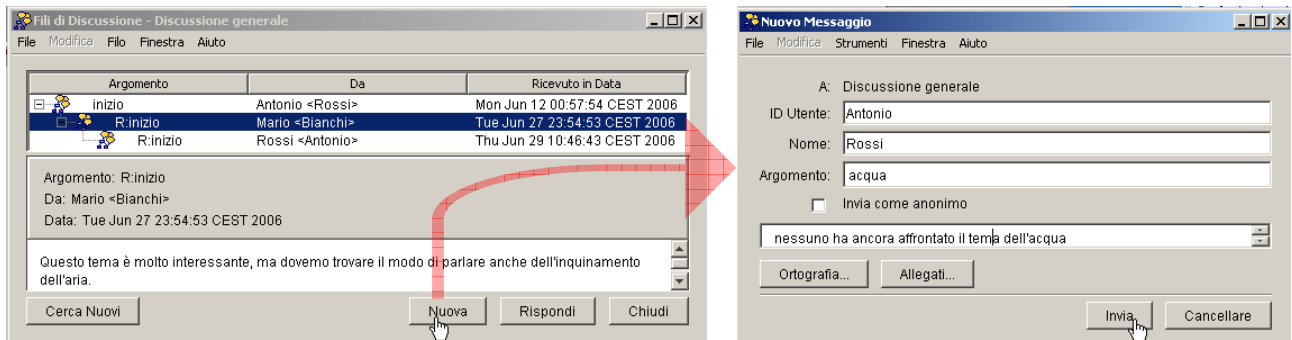 Fili di Discussione - Discussione generale
File Modifica Filo Finestra Aiuto
Argomento Da Ricevuto in Data
inizio Antonio <Rossi> Mon Jun 12 00:57:54 CEST 2006
R:inizio Mario <Bianchi> Tue Jun 27 23:54:53 CEST 2006
R:inizio Rossi <Antonio> Thu Jun 29 10:46:43 CEST 2006
Argomento: R:inizio
Da: Mario <Bianchi>
Data: Tue Jun 27 23:54:53 CEST 2006
Questo tema è molto interessante, ma dovemo trovare il modo di parlare anche dell'inquinamento
dell'aria.
Cerca Nuovi Nuova Rispondi Chiudi
Nuovo Messaggio
File Modifica Strumenti Finestra Aiuto
A: Discussione generale
ID Utente: Antonio
Nome: Rossi
Argomento: acqua
Invia come anonimo
nessuno ha ancora affrontato il tema dell'acqua
Ortografia... Allegati...
Invia Cancellare